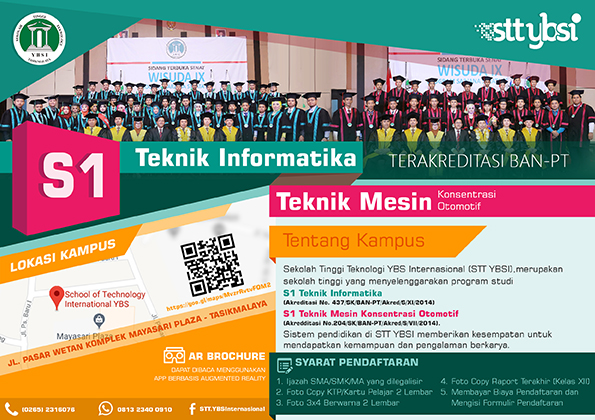 YBSI
sttybsi
SIDANG TERBUKA SENAT
WISUDA IX
SIDANG TERBUKA SENAT
WISUDA IX
S1
Teknik Informatika
TERAKREDITASI BAN-PT
Teknik Mesin
Konsentrasi
Otomotif
LOKASI KAMPUS
School of Technology
International YBS
Mayasari Plaza
JL. PASAR WETAN KOMPLEK MAYASARI PLAZA - TASIKMALAYA
AR BROCHURE
DAPAT DIBACA MENGGUNAKAN
APP BERBASIS AUGMENTED REALITY
Tentang Kampus
Sekolah Tinggi Teknologi YBS Internasional (STT YBSI),merupakan
sekolah tinggi yang menyelenggarakan program studi
S1 Teknik Informatika
(Akreditasi No. 437/SK/BAN-PT/Akred/S/XI/2014)
S1 Teknik Mesin Konsentrasi Otomotif
(Akreditasi No.204/SK/BAN-PT/Akred/S/VII/2014).
Sistem pendidikan di STT YBSI memberikan kesempatan untuk
mendapatkan kemampuan dan pengalaman berkarya.
SYARAT PENDAFTARAN
1. Ijazah SMA/SMK/MA yang dilegalisir
2. Foto Copy KTP/Kartu Pelajar 2 Lembar
3. Foto 3x4 Berwarna 2 Lembar
4. Foto Copy Raport Terakhir (Kelas XII)
5. Membayar Biaya Pendaftaran dan
Mengisi Formulir Pendaftaran
(0265) 2316076
0813 2340 0910
STT.YBSInternasional